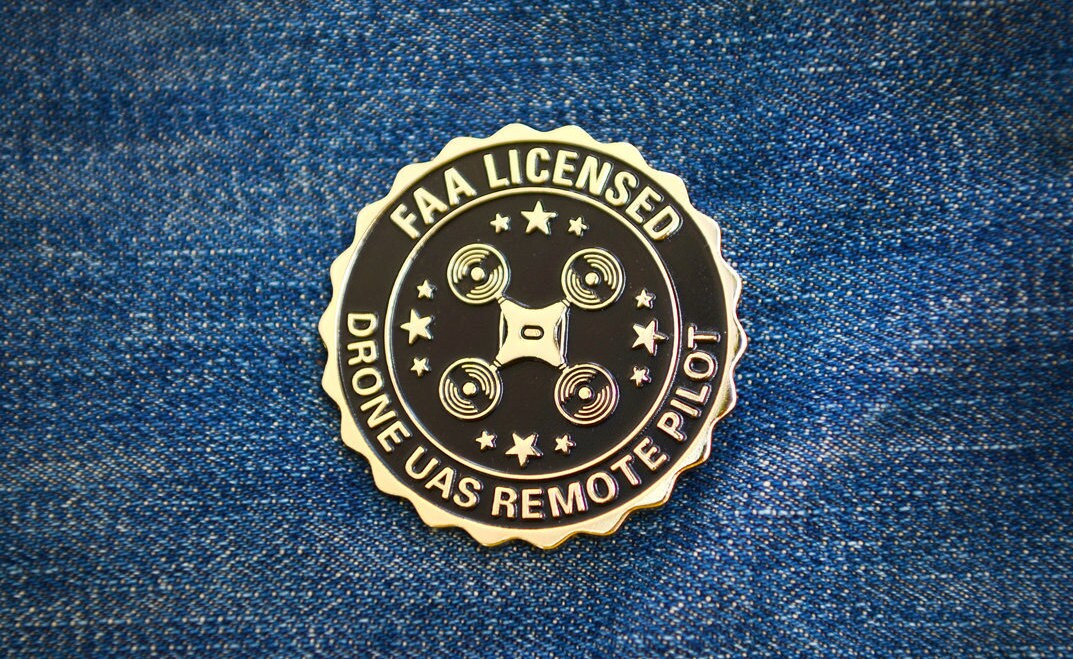 FAA LICENSED
DRONE UAS REMOTE PILOT